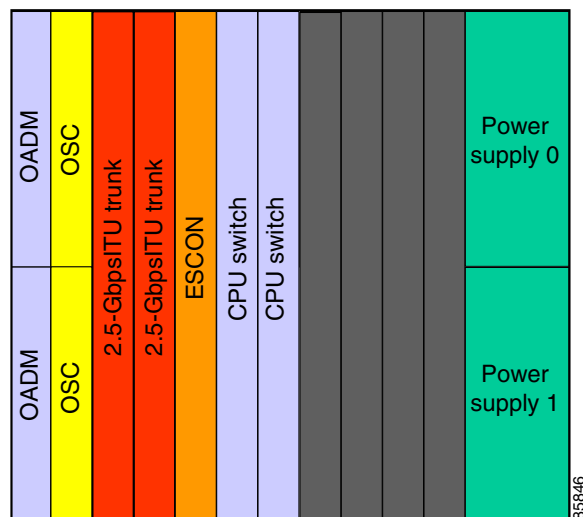 OADM
OSC
2.5-GbpsITU trunk
2.5-GbpsITU trunk
ESCON
CPU switch
CPU switch
Power
supply 0
OADM
OSC
Power
supply 1
85846